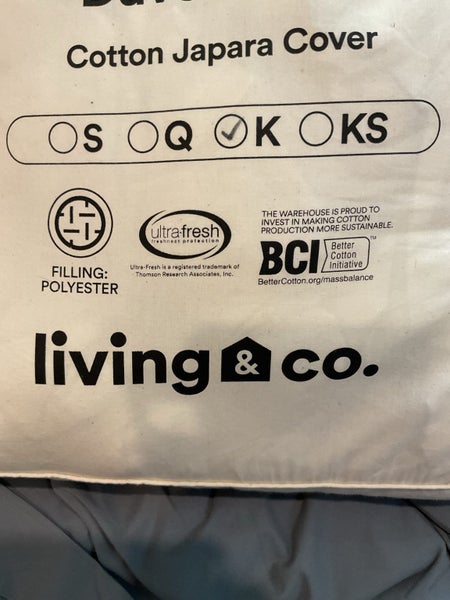 Cotton Japara Cover
S Q K KS
FILLING:
POLYESTER
ultra-fresh
freshness protection
Ultra-Fresh is a registered trademark of
Thomson Research Associates, Inc.
THE WAREHOUSE IS PROUD TO
INVEST IN MAKING COTTON
PRODUCTION MORE SUSTAINABLE.
BCI Better
Cotton
Initiative ™
BetterCotton.org/massbalance
living & co.